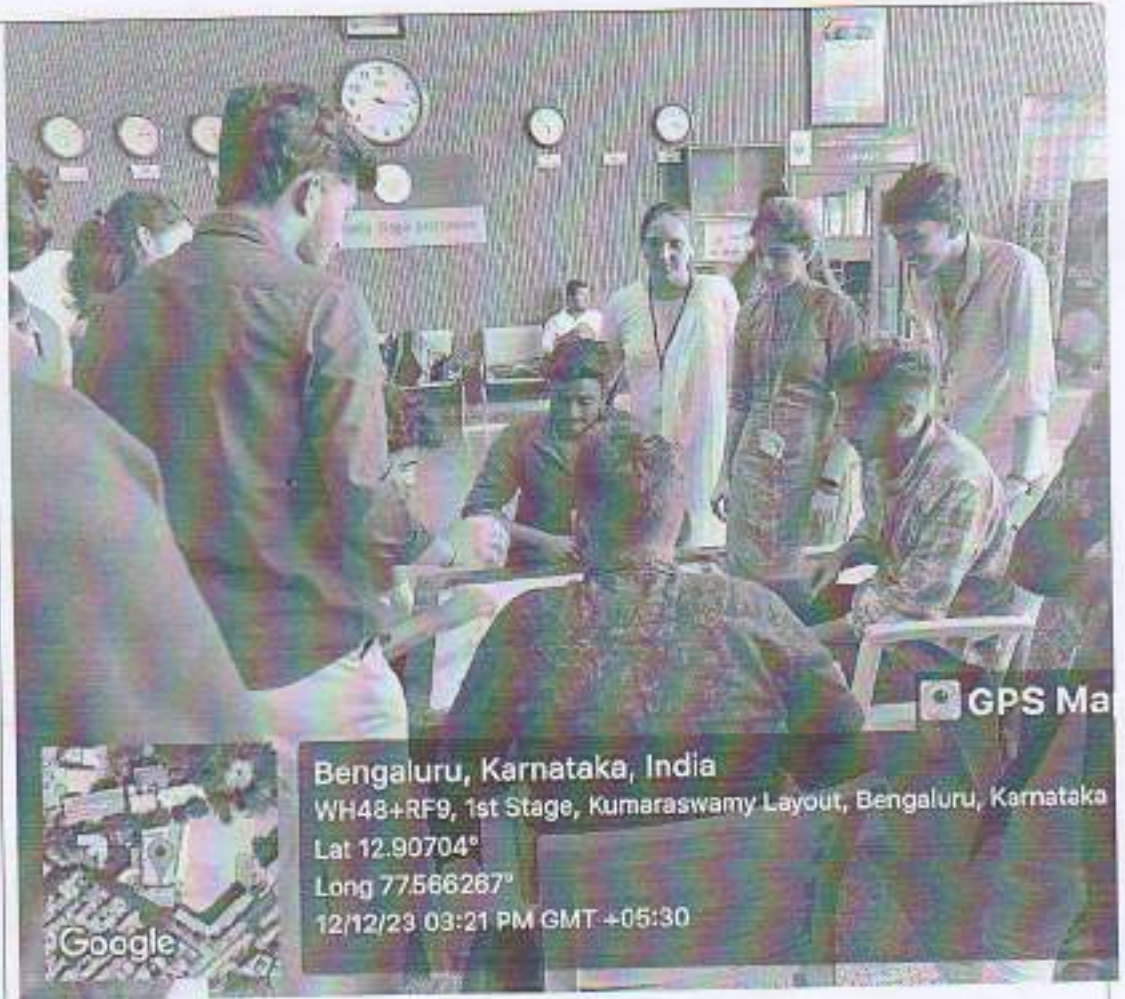 GPS Ma
Bengaluru, Karnataka, India
WH48+RF9, 1st Stage, Kumaraswamy Layout, Bengaluru, Karnataka
Lat 12.90704°
Long 77.566267°
12/12/23 03:21 PM GMT +05:30
Google